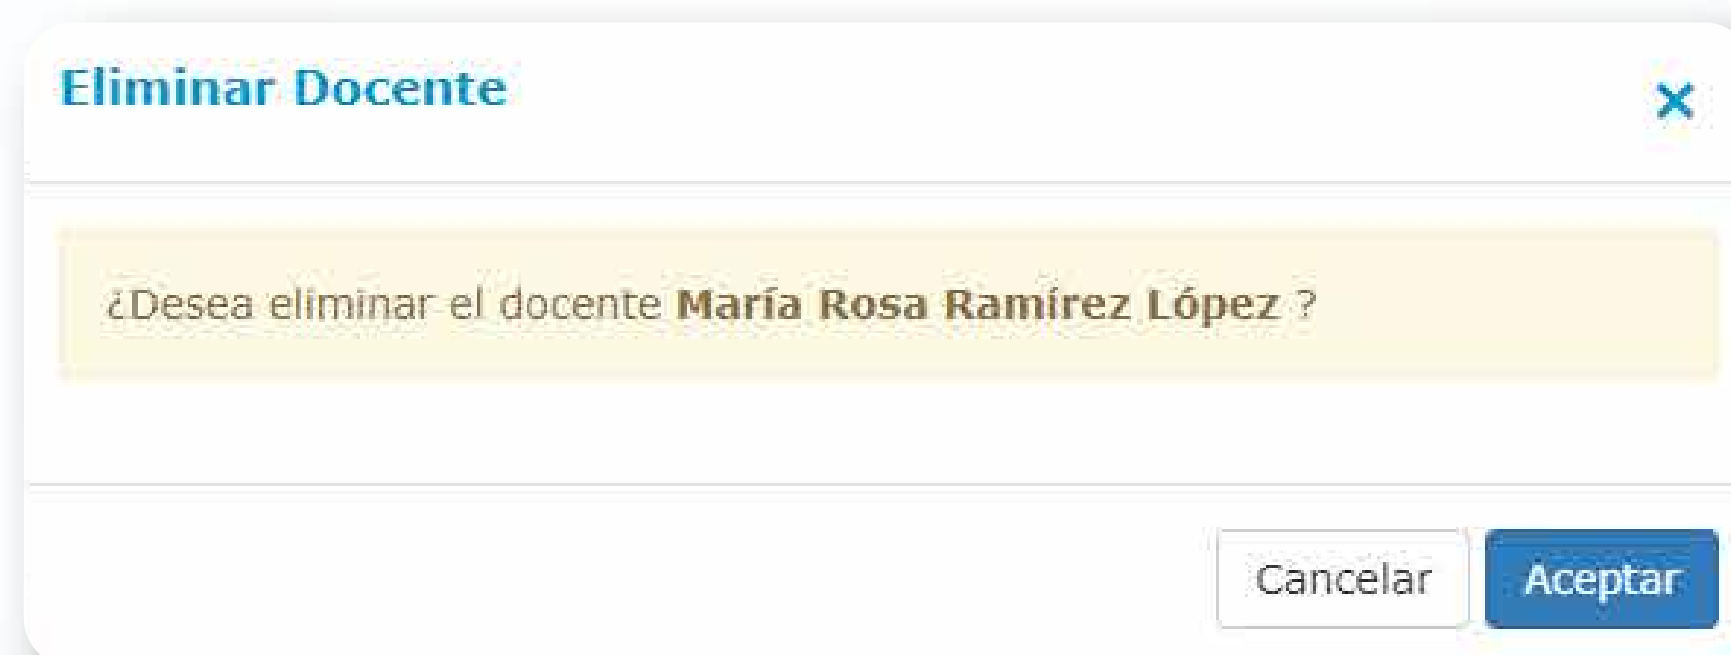 Eliminar Docente
×
¿Desea eliminar el docente María Rosa Ramírez López ?
Cancelar
Aceptar